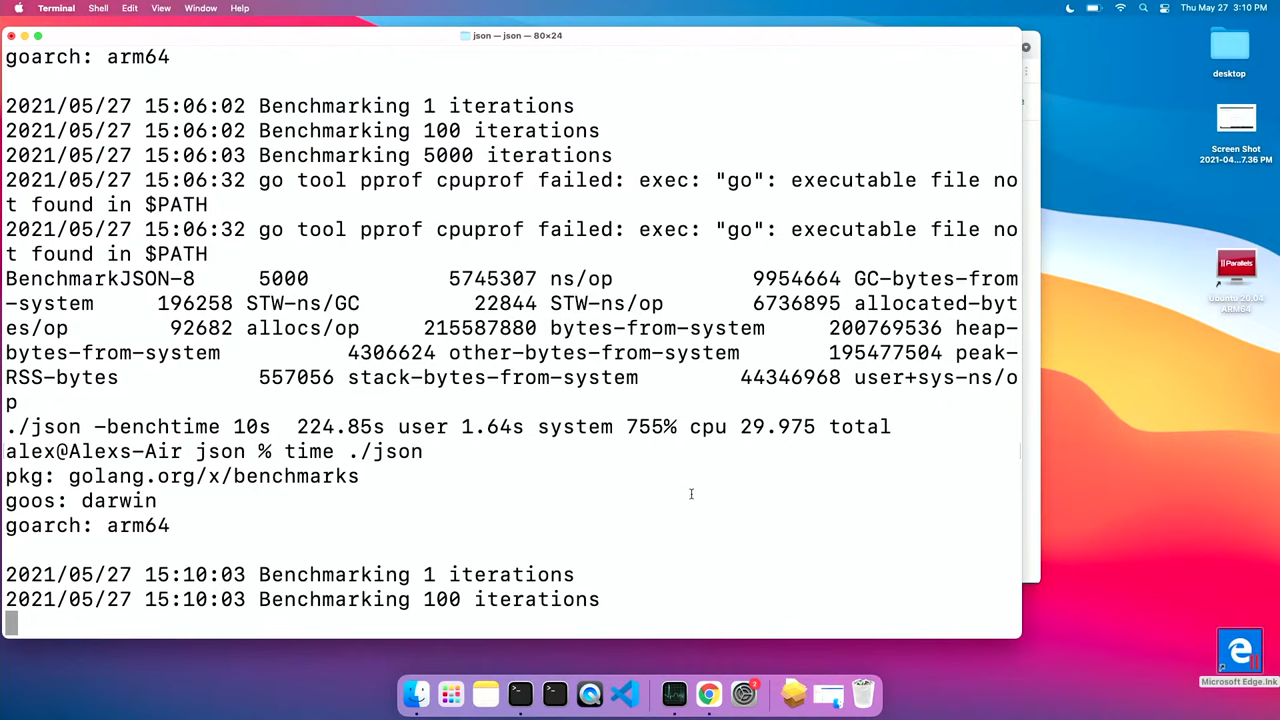 Terminal Shell Edit View Window Help Thu May 27 3:10 PM
json — json — 80×24
goarch: arm64
2021/05/27 15:06:02 Benchmarking 1 iterations
2021/05/27 15:06:02 Benchmarking 100 iterations
2021/05/27 15:06:03 Benchmarking 5000 iterations
2021/05/27 15:06:32 go tool pprof cpuprof failed: exec: "go": executable file no
t found in $PATH
2021/05/27 15:06:32 go tool pprof cpuprof failed: exec: "go": executable file no
t found in $PATH
BenchmarkJSON-8 5000 5745307 ns/op 9954664 GC-bytes-from
-system 196258 STW-ns/GC 22844 STW-ns/op 6736895 allocated-byt
es/op 92682 allocs/op 215587880 bytes-from-system 200769536 heap-
bytes-from-system 4306624 other-bytes-from-system 195477504 peak-
RSS-bytes 557056 stack-bytes-from-system 44346968 user+sys-ns/o
p
./json -benchtime 10s 224.85s user 1.64s system 755% cpu 29.975 total
alex@Alexs-Air json % time ./json
pkg: golang.org/x/benchmarks
goos: darwin
goarch: arm64
2021/05/27 15:10:03 Benchmarking 1 iterations
2021/05/27 15:10:03 Benchmarking 100 iterations
desktop
Screen Shot
2021-04...7.36 PM
Parallels
Ubuntu 20.04
ARM64
Microsoft Edge.lnk